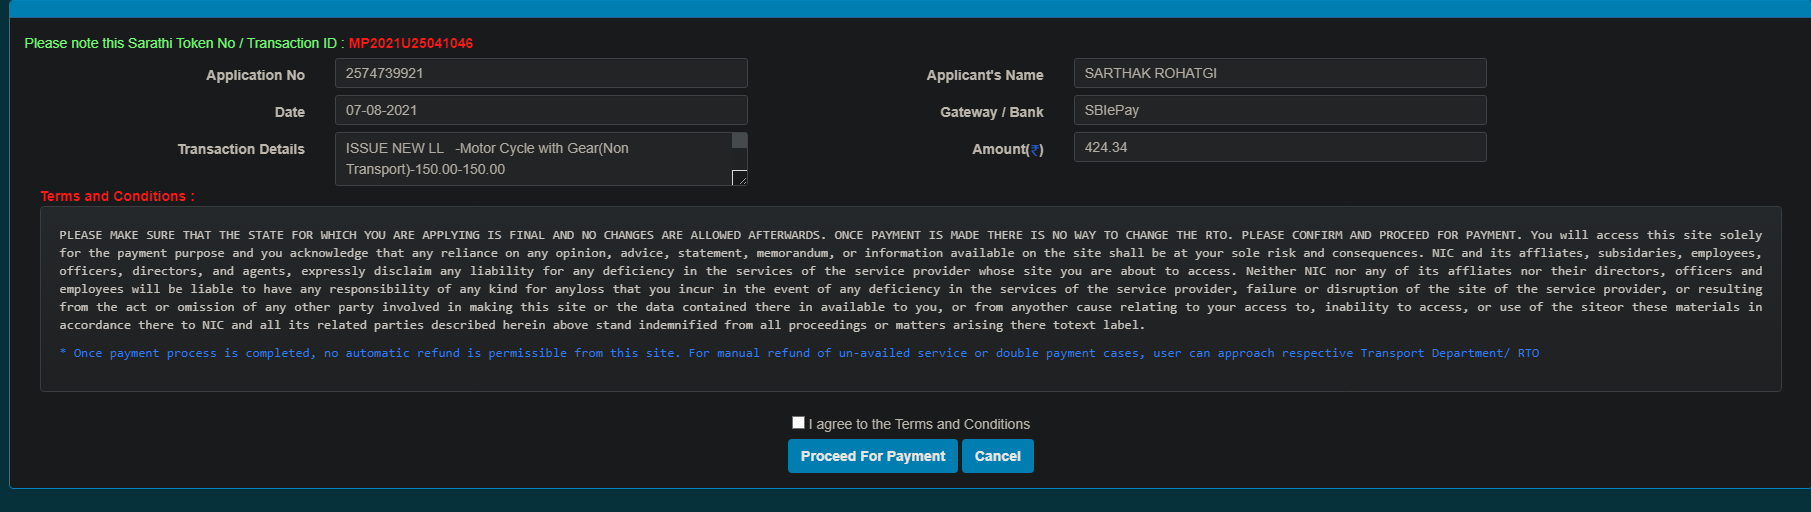 Please note this Sarathi Token No / Transaction ID : MP2021U25041046
Application No 2574739921 Applicant's Name SARTHAK ROHATGI
Date 07-08-2021 Gateway / Bank SBIePay
Transaction Details ISSUE NEW LL -Motor Cycle with Gear(Non Amount(₹) 424.34
Transport)-150.00-150.00
Terms and Conditions :
PLEASE MAKE SURE THAT THE STATE FOR WHICH YOU ARE APPLYING IS FINAL AND NO CHANGES ARE ALLOWED AFTERWARDS. ONCE PAYMENT IS MADE THERE IS NO WAY TO CHANGE THE RTO. PLEASE CONFIRM AND PROCEED FOR PAYMENT. You will access this site solely
for the payment purpose and you acknowledge that any reliance on any opinion, advice, statement, memorandum, or information available on the site shall be at your sole risk and consequences. NIC and its affliates, subsidaries, employees,
officers, directors, and agents, expressly disclaim any liability for any deficiency in the services of the service provider whose site you are about to access. Neither NIC nor any of its affliates nor their directors, officers and
employees will be liable to have any responsibility of any kind for anyloss that you incur in the event of any deficiency in the services of the service provider, failure or disruption of the site of the service provider, or resulting
from the act or omission of any other party involved in making this site or the data contained there in available to you, or from anyother cause relating to your access to, inability to access, or use of the siteor these materials in
accordance there to NIC and all its related parties described herein above stand indemnified from all proceedings or matters arising there totext label.
* Once payment process is completed, no automatic refund is permissible from this site. For manual refund of un-availed service or double payment cases, user can approach respective Transport Department/ RTO
I agree to the Terms and Conditions
Proceed For Payment Cancel